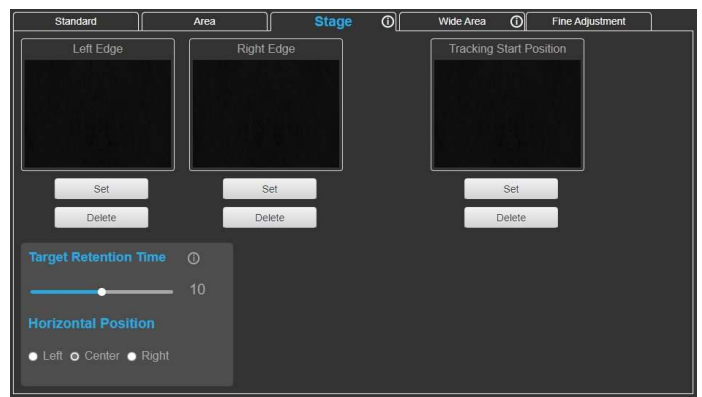 Standard
Area
Stage
Wide Area
Fine Adjustment
Left Edge
Right Edge
Tracking Start Position
Set
Set
Set
Delete
Delete
Delete
Target Retention Time
10
Horizontal Position
Left Center Right